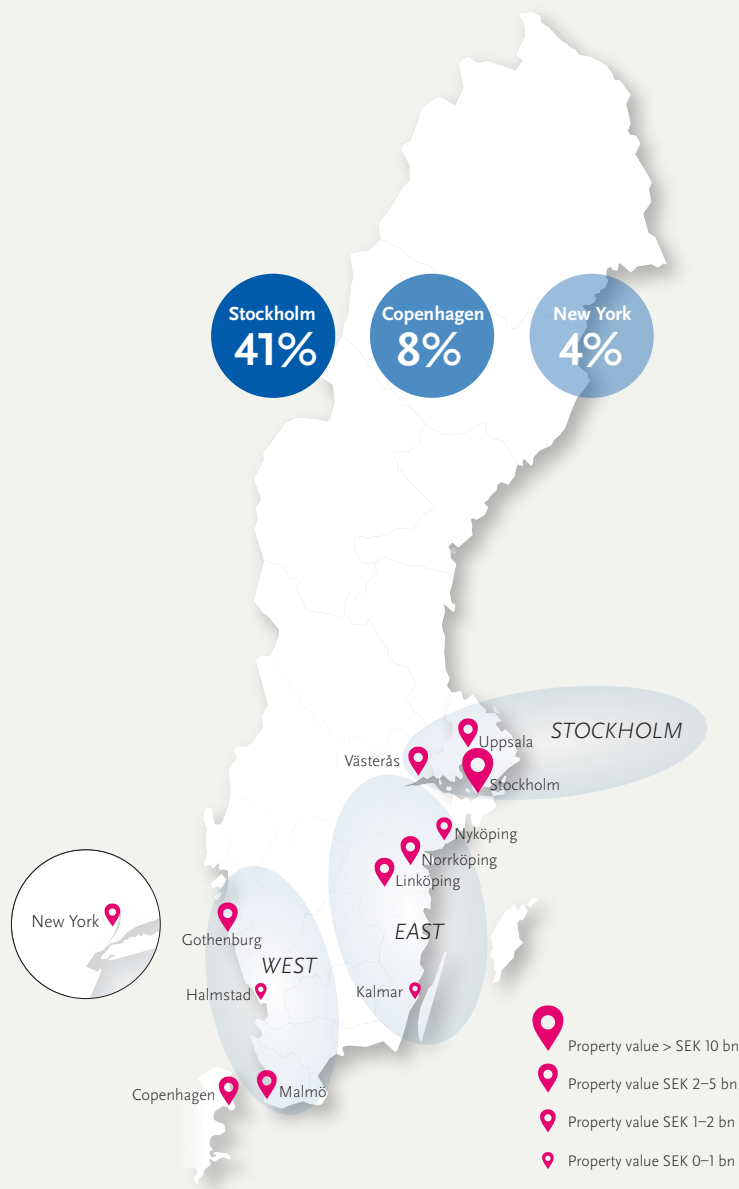 Stockholm
41%
Copenhagen
8%
New York
4%
STOCKHOLM
Uppsala
Västerås
Stockholm
Nyköping
Norrköping
Linköping
EAST
Kalmar
New York
Gothenburg
WEST
Halmstad
Copenhagen
Malmö
Property value > SEK 10 bn
Property value SEK 2–5 bn
Property value SEK 1–2 bn
Property value SEK 0–1 bn